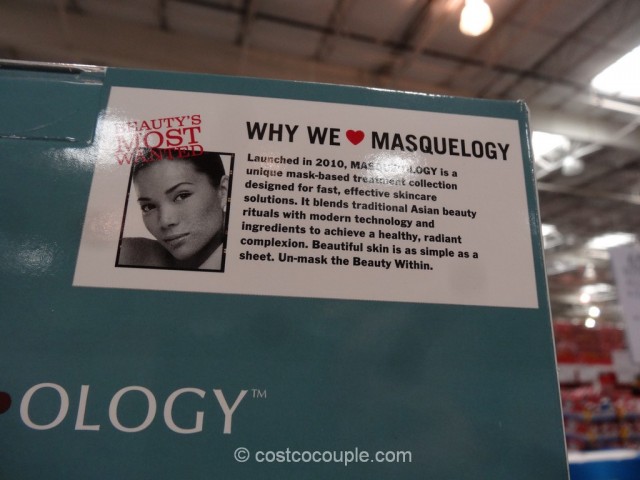 BEAUTY'S
MOST
WANTED
WHY WE ♥ MASQUELOGY
Launched in 2010, MASQUELOGY is a
unique mask-based treatment collection
designed for fast, effective skincare
solutions. It blends traditional Asian beauty
rituals with modern technology and
ingredients to achieve a healthy, radiant
complexion. Beautiful skin is as simple as a
sheet. Un-mask the Beauty Within.
OLOGY™
© costcocouple.com